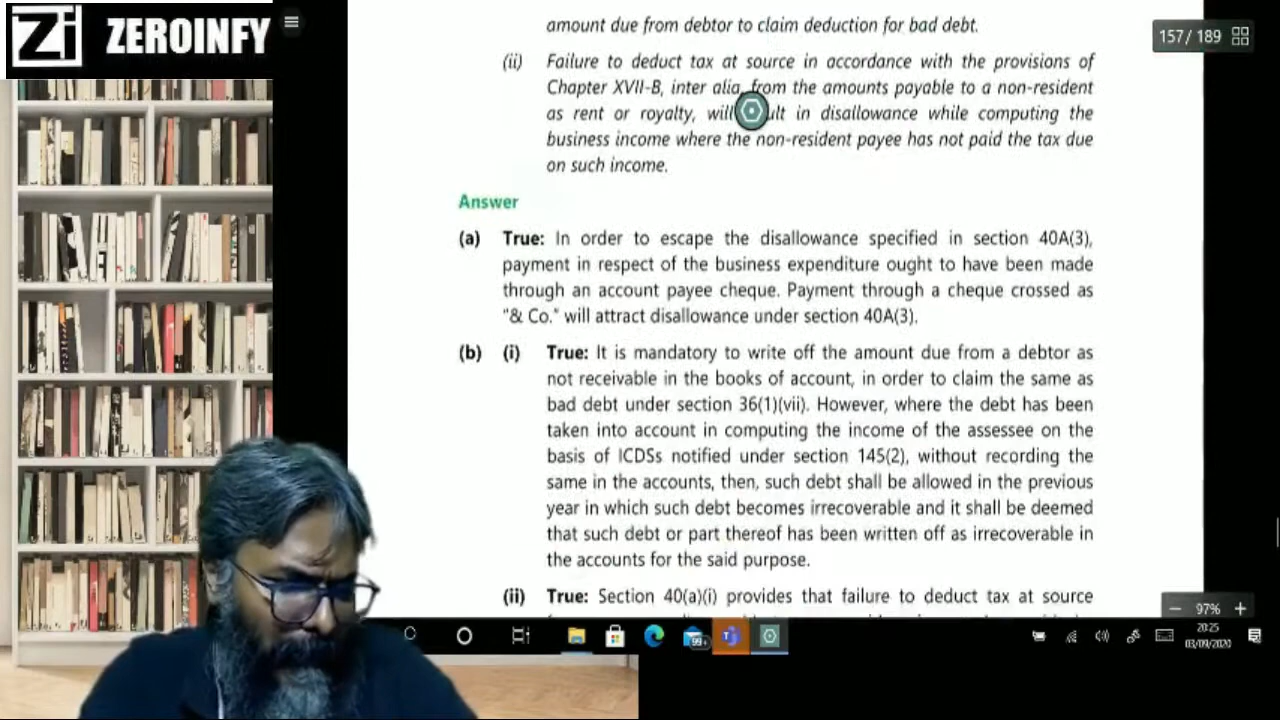 Zi ZEROINFY
157 / 189
amount due from debtor to claim deduction for bad debt.
(ii) Failure to deduct tax at source in accordance with the provisions of
Chapter XVII-B, inter alia, from the amounts payable to a non-resident
as rent or royalty, will ult in disallowance while computing the
business income where the non-resident payee has not paid the tax due
on such income.
Answer
(a) True: In order to escape the disallowance specified in section 40A(3),
payment in respect of the business expenditure ought to have been made
through an account payee cheque. Payment through a cheque crossed as
"& Co." will attract disallowance under section 40A(3).
(b) (i) True: It is mandatory to write off the amount due from a debtor as
not receivable in the books of account, in order to claim the same as
bad debt under section 36(1)(vii). However, where the debt has been
taken into account in computing the income of the assessee on the
basis of ICDSs notified under section 145(2), without recording the
same in the accounts, then, such debt shall be allowed in the previous
year in which such debt becomes irrecoverable and it shall be deemed
that such debt or part thereof has been written off as irrecoverable in
the accounts for the said purpose.
(ii) True: Section 40(a)(i) provides that failure to deduct tax at source
97%
99+
20:25
03/09/2020